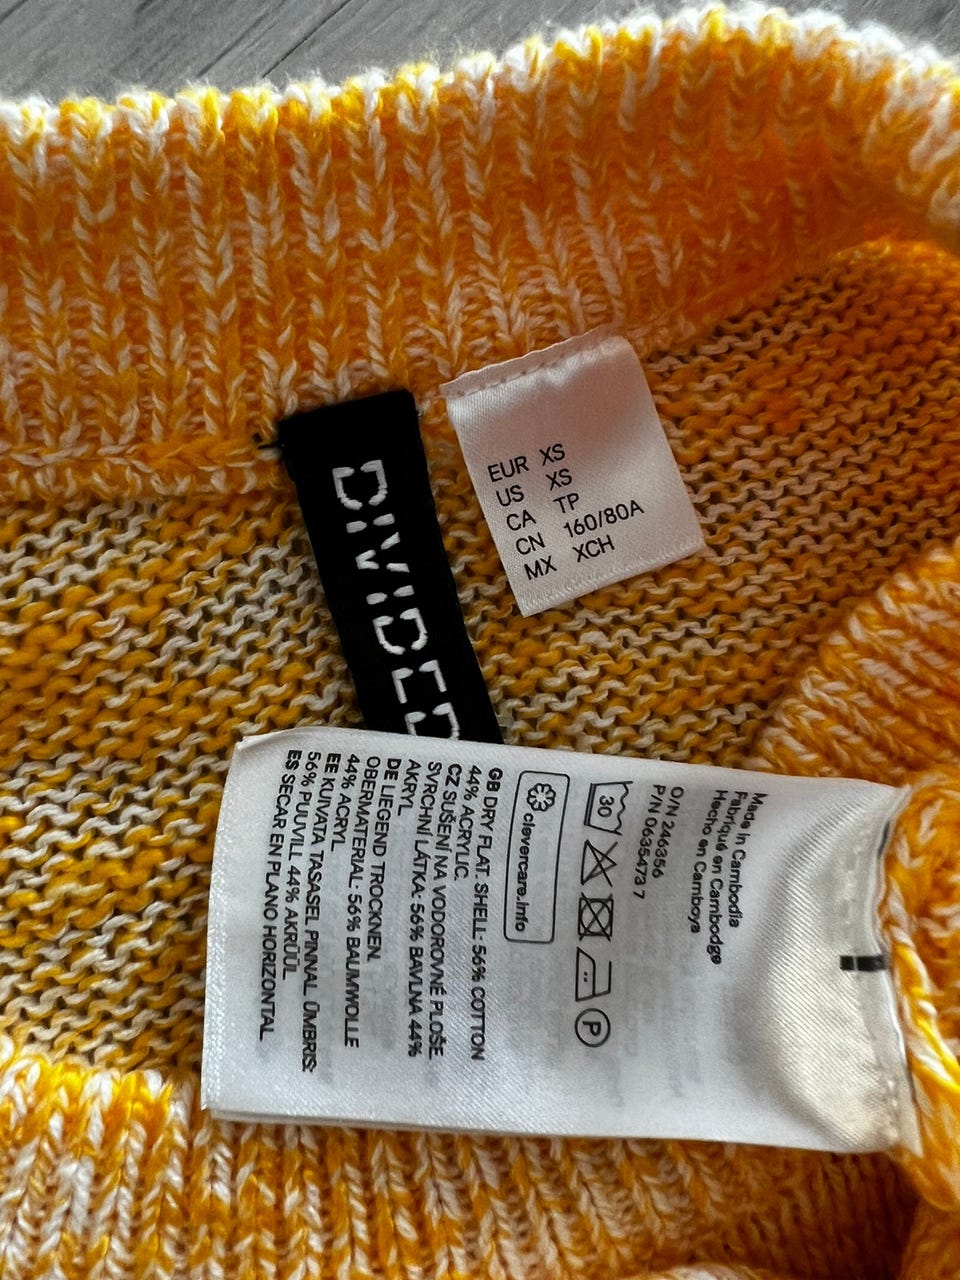 DIVIDED
EUR XS
US XS
CA TP
CN 160/80A
MX XCH
Made in Cambodia
Fabriqué en Cambodge
Hecho en Camboya
O/N 246356
P/N 0635473 7
30
P
clevercare.info
GB DRY FLAT. SHELL: 56% COTTON
44% ACRYLIC.
CZ SUŠENÍ NA VODOROVNÉ PLOŠE.
SVRCHNÍ LÁTKA: 56% BAVLNA 44%
AKRYL
DE LIEGEND TROCKNEN.
OBERMATERIAL: 56% BAUMWOLLE
44% ACRYL
EE KUIVATA TASASEL PINNAL. ÜMBRIS:
56% PUUVILL 44% AKRÜÜL
ES SECAR EN PLANO HORIZONTAL.